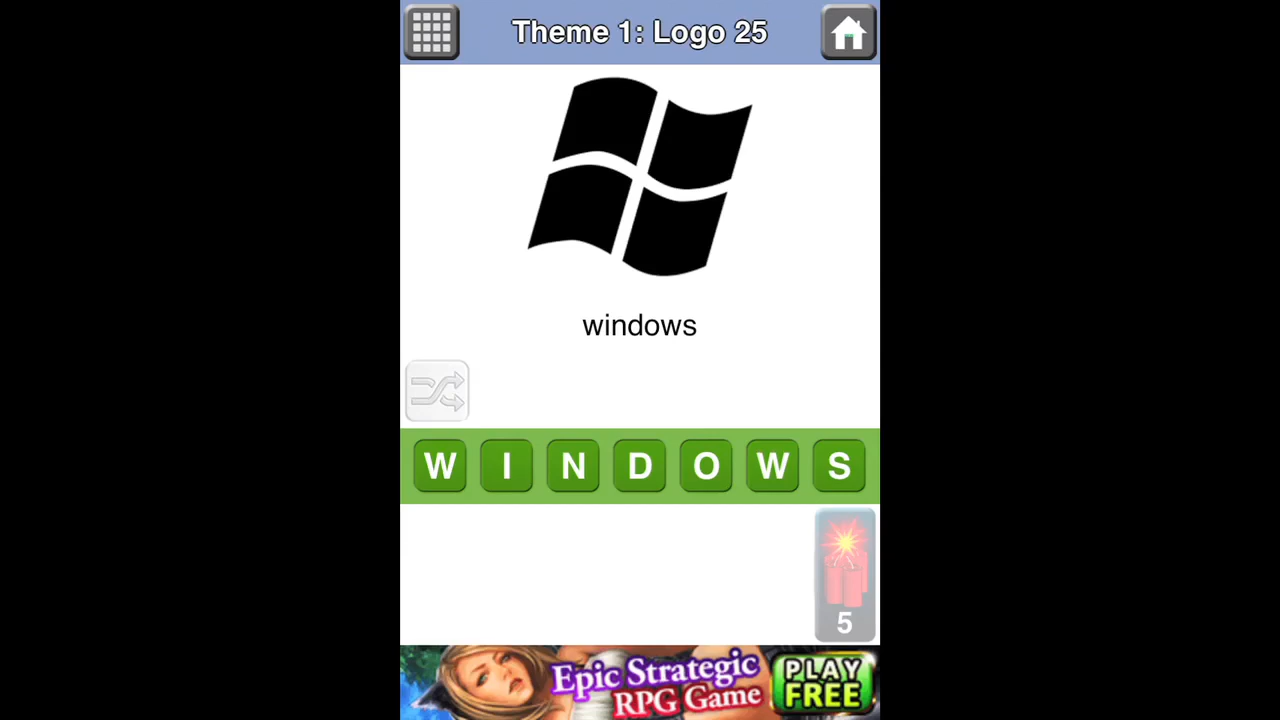 Theme 1: Logo 25
windows
W I N D O W S
5
Epic Strategic
RPG Game
PLAY
FREE